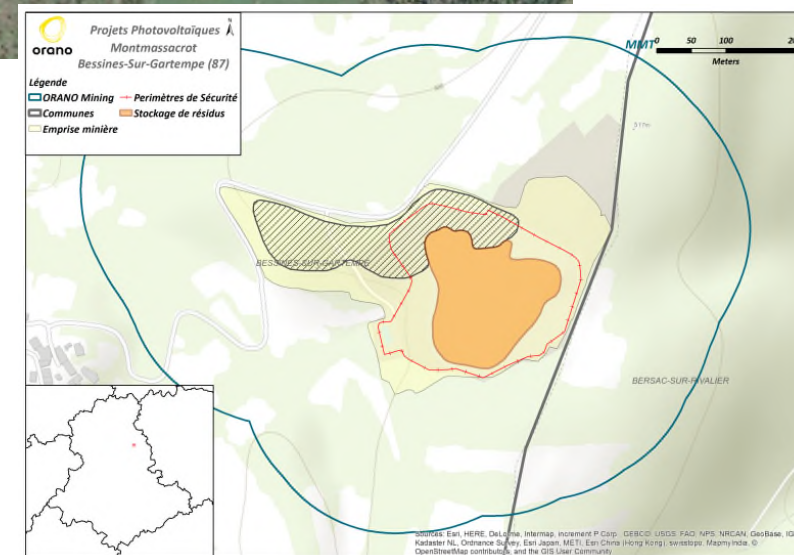 orano
Projets Photovoltaïques
Montmassacrot
Bessines-Sur-Gartempe (87)
Légende
ORANO Mining
Perimètres de Sécurité
Communes
Stockage de résidus
Emprise minière
MMT
0 50 100 200
Meters
BESSINES-SUR-GARTEMPE
BERSAC-SUR-RIVALIER
Sources: Esri, HERE, DeLorme, Intermap, increment P Corp., GEBCO, USGS, FAO, NPS, NRCAN, GeoBase, IG
Kadaster NL, Ordnance Survey, Esri Japan, METI, Esri China (Hong Kong), swisstopo, MapmyIndia, ©
OpenStreetMap contributors, and the GIS User Community